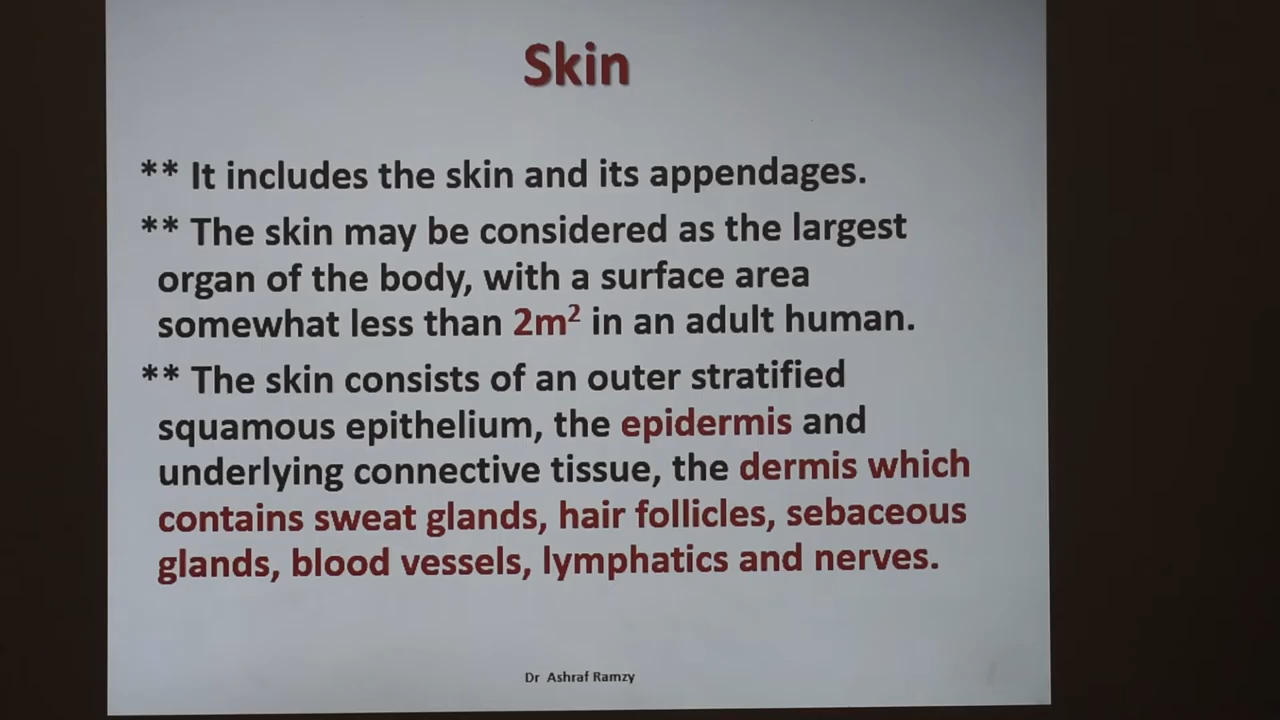 Skin
** It includes the skin and its appendages.
** The skin may be considered as the largest
organ of the body, with a surface area
somewhat less than 2m² in an adult human.
** The skin consists of an outer stratified
squamous epithelium, the epidermis and
underlying connective tissue, the dermis which
contains sweat glands, hair follicles, sebaceous
glands, blood vessels, lymphatics and nerves.
Dr Ashraf Ramzy